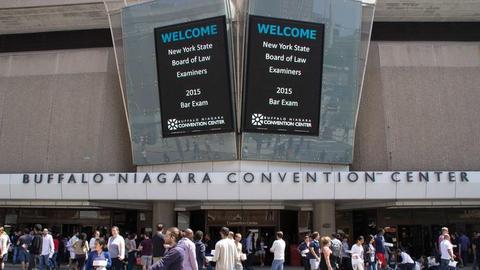 WELCOME
New York State
Board of Law
Examiners
2015
Bar Exam
BUFFALO NIAGARA
CONVENTION CENTER
WELCOME
New York State
Board of Law
Examiners
2015
Bar Exam
BUFFALO NIAGARA
CONVENTION CENTER
BUFFALO NIAGARA CONVENTION CENTER